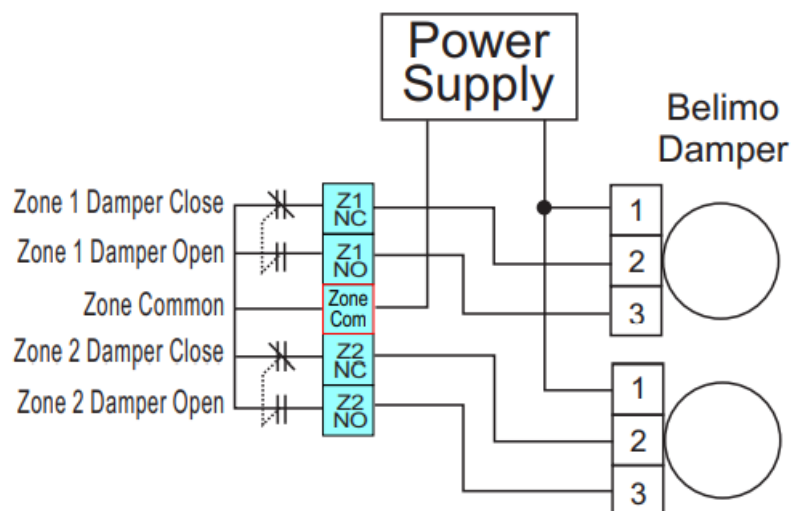 Power
Supply
Belimo
Damper
Zone 1 Damper Close
Z1
NC
1
Zone 1 Damper Open
Z1
NO
2
Zone Common
Zone
Com
3
Zone 2 Damper Close
Z2
NC
1
Zone 2 Damper Open
Z2
NO
2
3